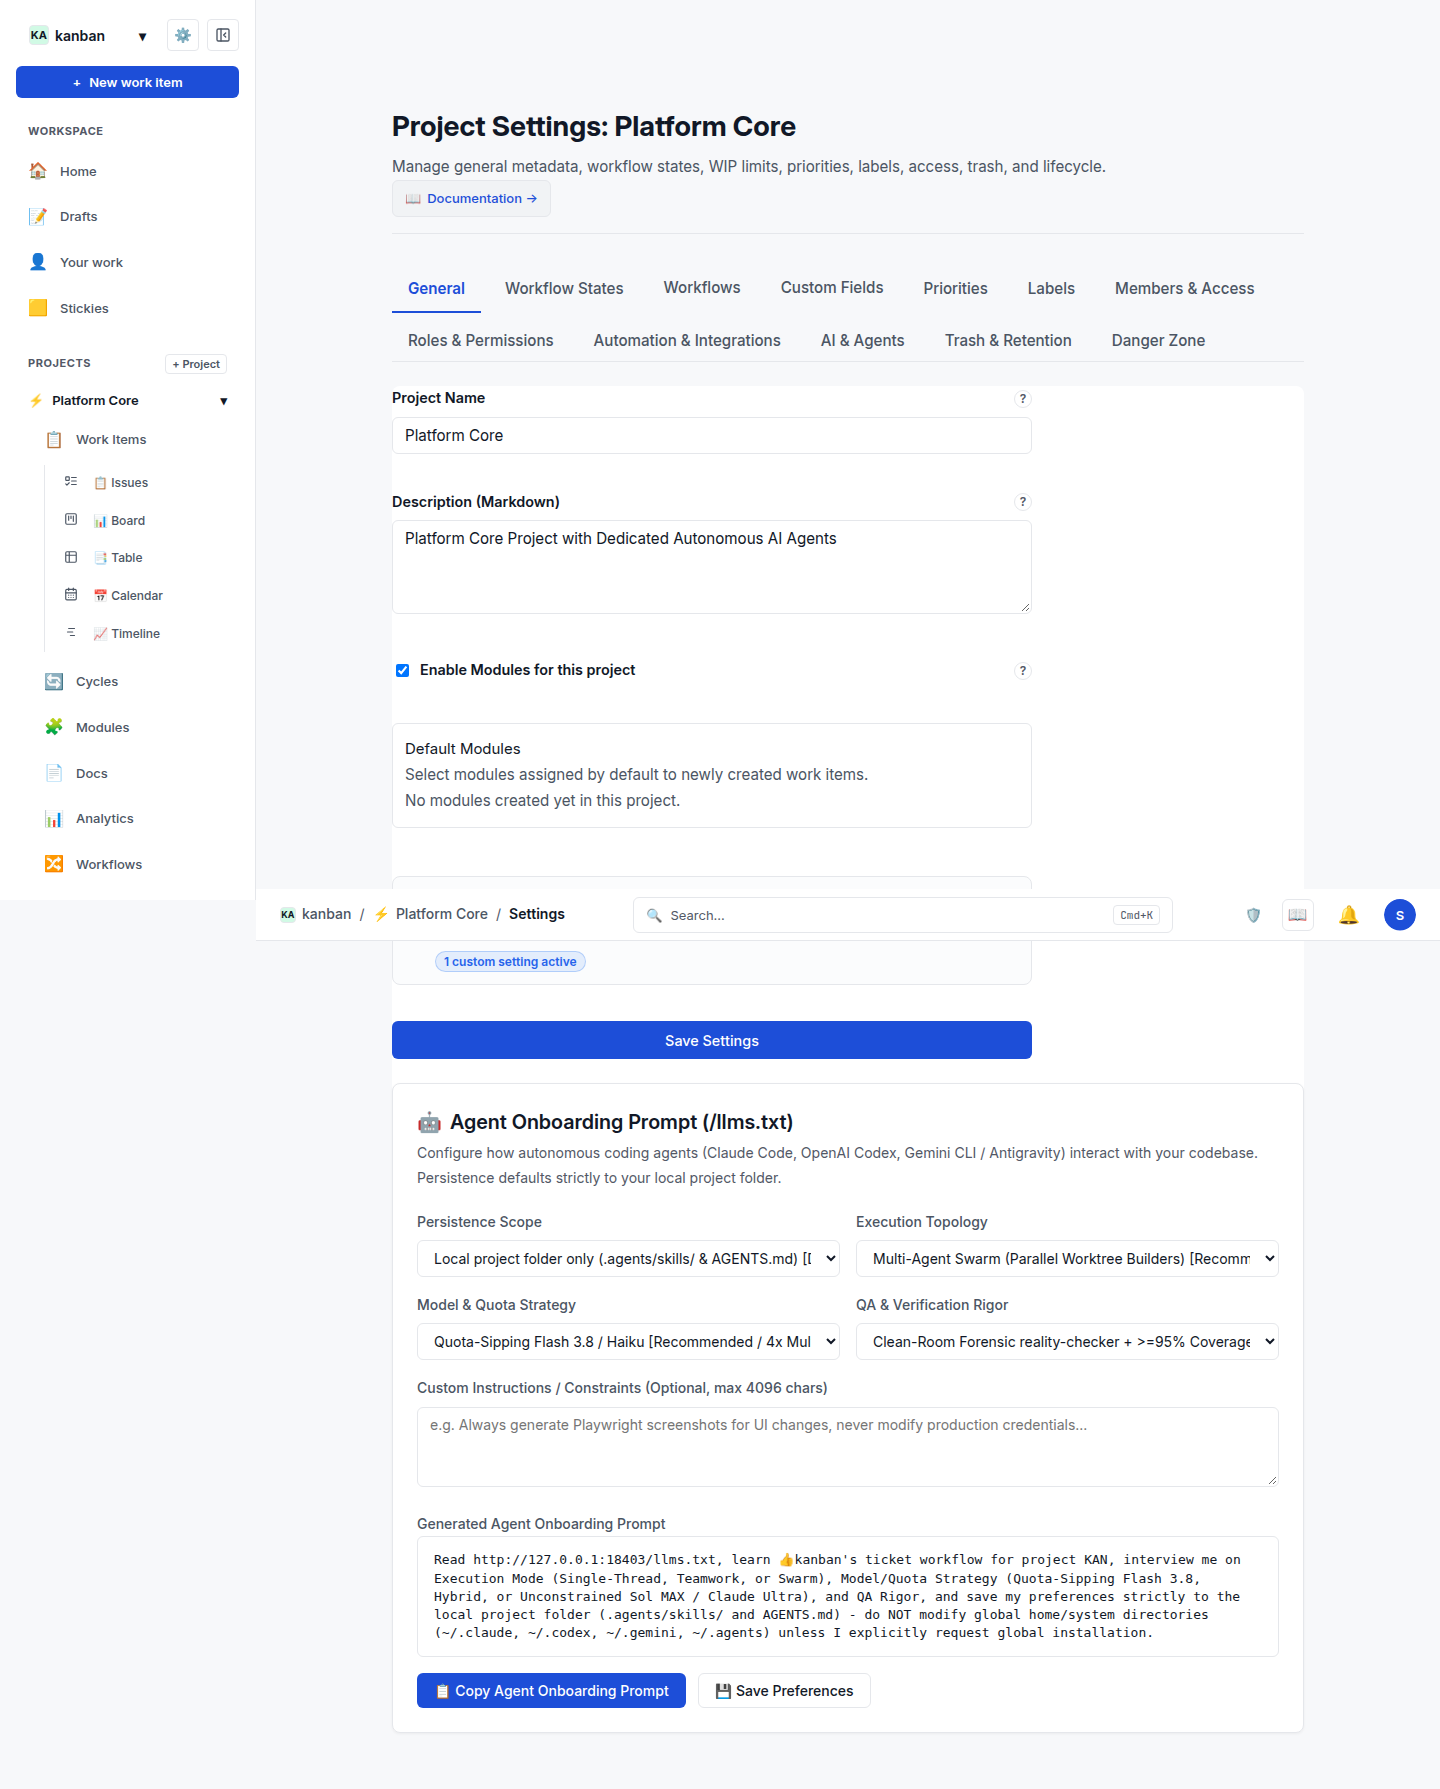 KA kanban ▾
+ New work item
WORKSPACE
Home
Drafts
Your work
Stickies
PROJECTS + Project
Platform Core ▾
Work Items
Issues
Board
Table
Calendar
Timeline
Cycles
Modules
Docs
Analytics
Workflows
Project Settings: Platform Core
Manage general metadata, workflow states, WIP limits, priorities, labels, access, trash, and lifecycle.
Documentation →
General Workflow States Workflows Custom Fields Priorities Labels Members & Access
Roles & Permissions Automation & Integrations AI & Agents Trash & Retention Danger Zone
Project Name ?
Platform Core
Description (Markdown) ?
Platform Core Project with Dedicated Autonomous AI Agents
Enable Modules for this project ?
Default Modules
Select modules assigned by default to newly created work items.
No modules created yet in this project.
KA kanban / ⚡ Platform Core / Settings Search... Cmd+K S
1 custom setting active
Save Settings
Agent Onboarding Prompt (/llms.txt)
Configure how autonomous coding agents (Claude Code, OpenAI Codex, Gemini CLI / Antigravity) interact with your codebase.
Persistence defaults strictly to your local project folder.
Persistence Scope Execution Topology
Local project folder only (.agents/skills/ & AGENTS.md) Multi-Agent Swarm (Parallel Worktree Builders) [Recomm
Model & Quota Strategy QA & Verification Rigor
Quota-Sipping Flash 3.8 / Haiku [Recommended / 4x Mul Clean-Room Forensic reality-checker + >=95% Coverage
Custom Instructions / Constraints (Optional, max 4096 chars)
e.g. Always generate Playwright screenshots for UI changes, never modify production credentials...
Generated Agent Onboarding Prompt
Read http://127.0.0.1:18403/llms.txt, learn 👍kanban's ticket workflow for project KAN, interview me on
Execution Mode (Single-Thread, Teamwork, or Swarm), Model/Quota Strategy (Quota-Sipping Flash 3.8,
Hybrid, or Unconstrained Sol MAX / Claude Ultra), and QA Rigor, and save my preferences strictly to the
local project folder (.agents/skills/ and AGENTS.md) - do NOT modify global home/system directories
(~/.claude, ~/.codex, ~/.gemini, ~/.agents) unless I explicitly request global installation.
Copy Agent Onboarding Prompt Save Preferences